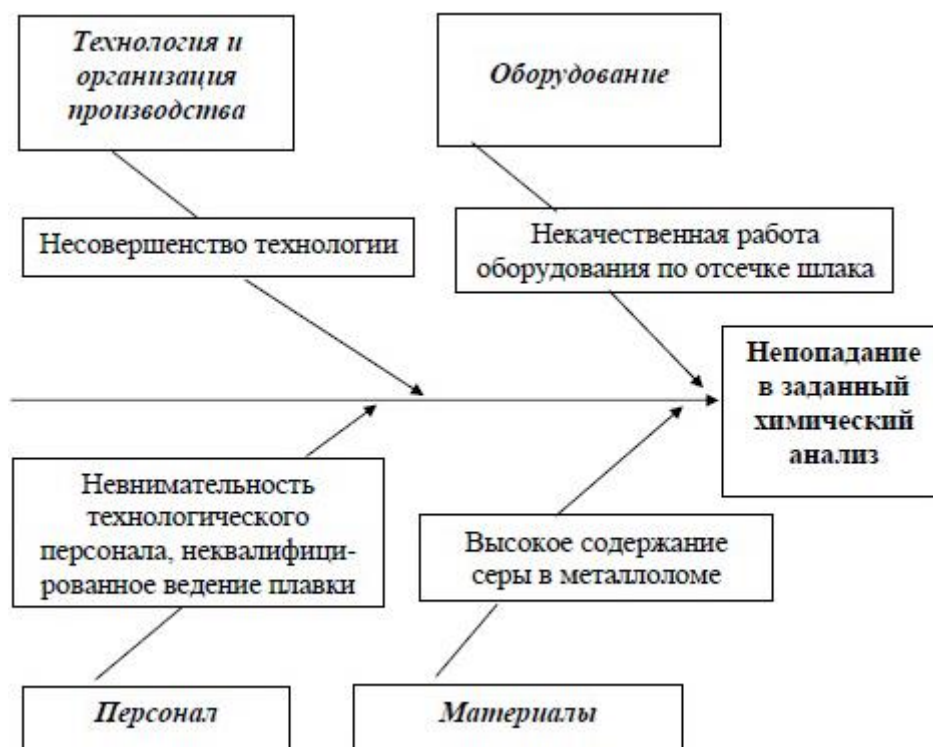 Технология и
организация
производства
Оборудование
Несовершенство технологии
Некачественная работа
оборудования по отсечке шлака
Непопадание
в заданный
химический
анализ
Невнимательность
технологического
персонала, неквалифици-
рованное ведение плавки
Высокое содержание
серы в металлоломе
Персонал
Материалы